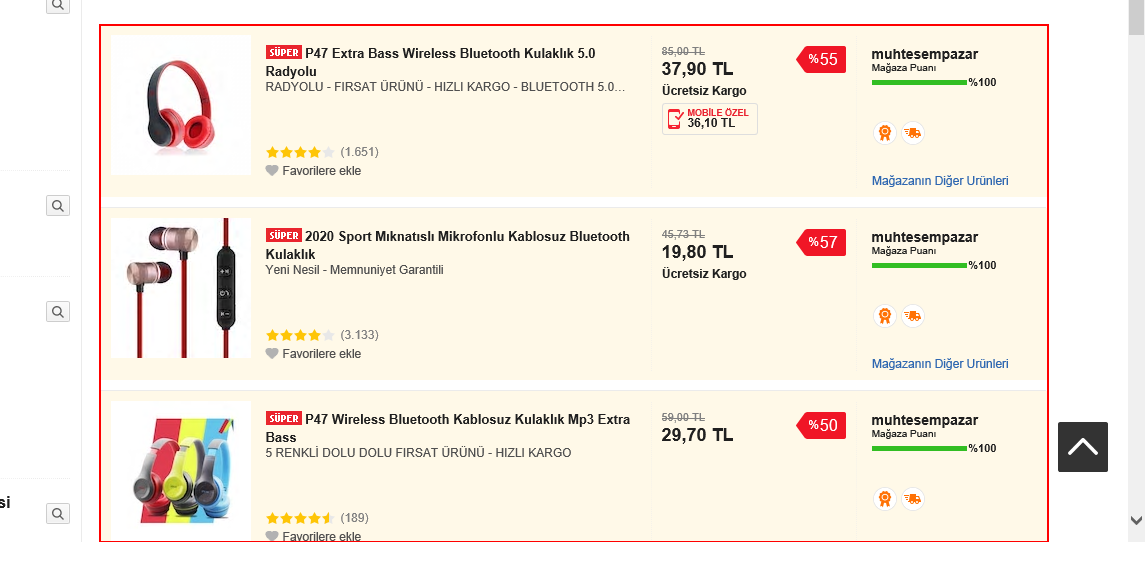 SÜPER P47 Extra Bass Wireless Bluetooth Kulaklık 5.0
Radyolu
RADYOLU - FIRSAT ÜRÜNÜ - HIZLI KARGO - BLUETOOTH 5.0...
(1.651)
Favorilere ekle
85,00 TL
37,90 TL
Ücretsiz Kargo
MOBİLE ÖZEL
36,10 TL
%55
muhtesempazar
Mağaza Puanı
%100
Mağazanın Diğer Ürünleri
SÜPER 2020 Sport Mıknatıslı Mikrofonlu Kablosuz Bluetooth
Kulaklık
Yeni Nesil - Memnuniyet Garantili
(3.133)
Favorilere ekle
45,73 TL
19,80 TL
Ücretsiz Kargo
%57
muhtesempazar
Mağaza Puanı
%100
Mağazanın Diğer Ürünleri
SÜPER P47 Wireless Bluetooth Kablosuz Kulaklık Mp3 Extra
Bass
5 RENKLİ DOLU DOLU FIRSAT ÜRÜNÜ - HIZLI KARGO
(189)
Favorilere ekle
59,00 TL
29,70 TL
%50
muhtesempazar
Mağaza Puanı
%100
si